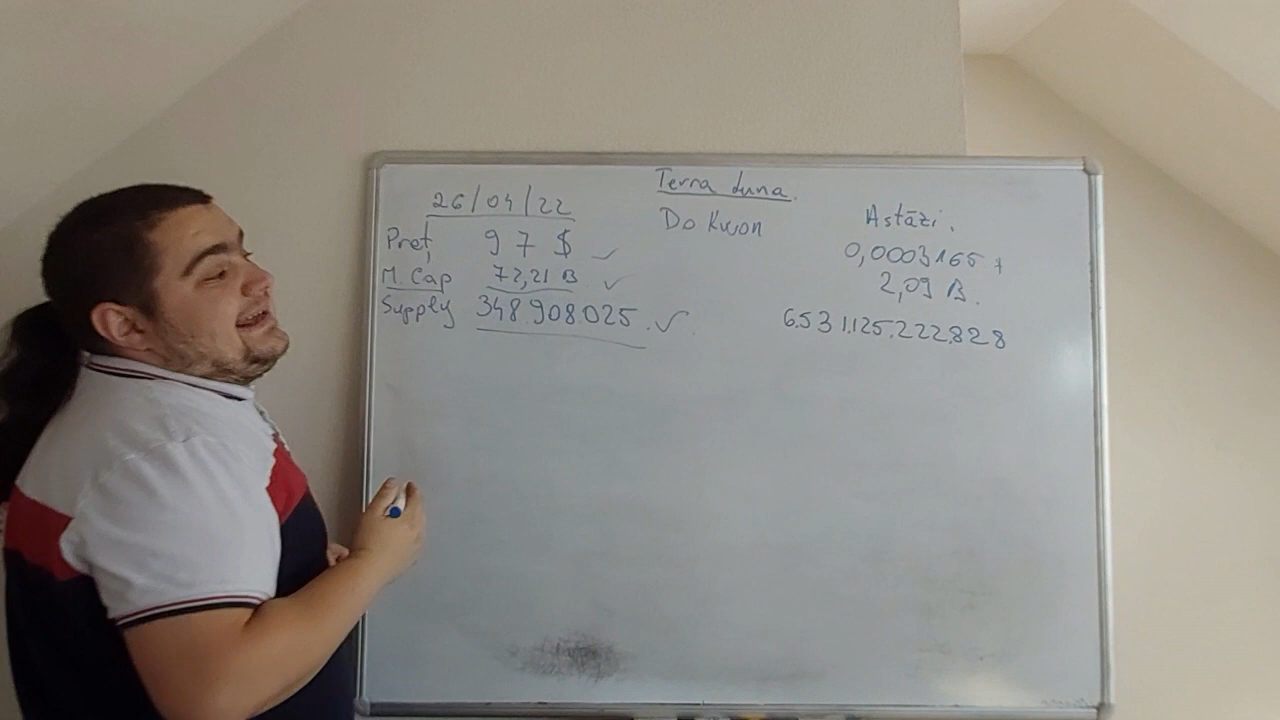 Terra Luna.
Do Kwon
26/04/22
Preț 97 $ ✓
M. Cap 72,21 B ✓
Supply 348.908.025. ✓
Astăzi.
0,0003165 $
2,09 B.
6.531.125.222.828